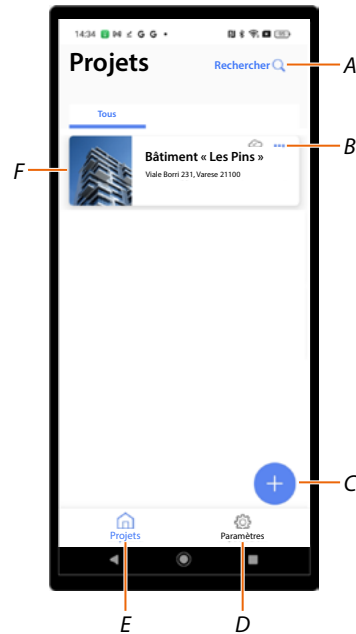 14:34 G G
Projets
Rechercher
A
Tous
B
Bâtiment « Les Pins »
Viale Borri 231, Varese 21100
F
C
Projets
Paramètres
E
D